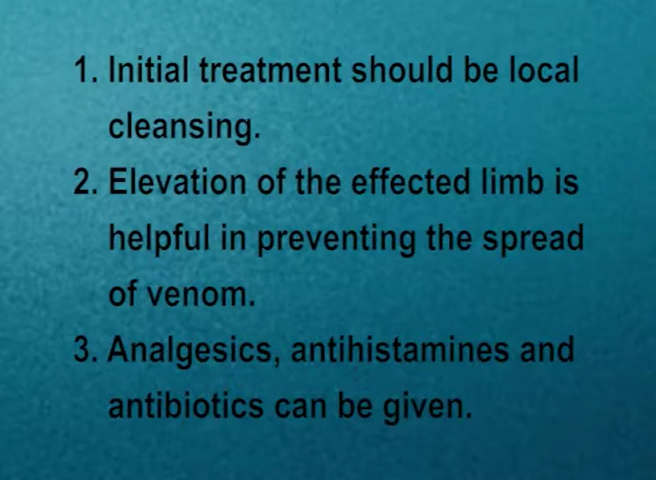 1. Initial treatment should be local
cleansing.
2. Elevation of the effected limb is
helpful in preventing the spread
of venom.
3. Analgesics, antihistamines and
antibiotics can be given.